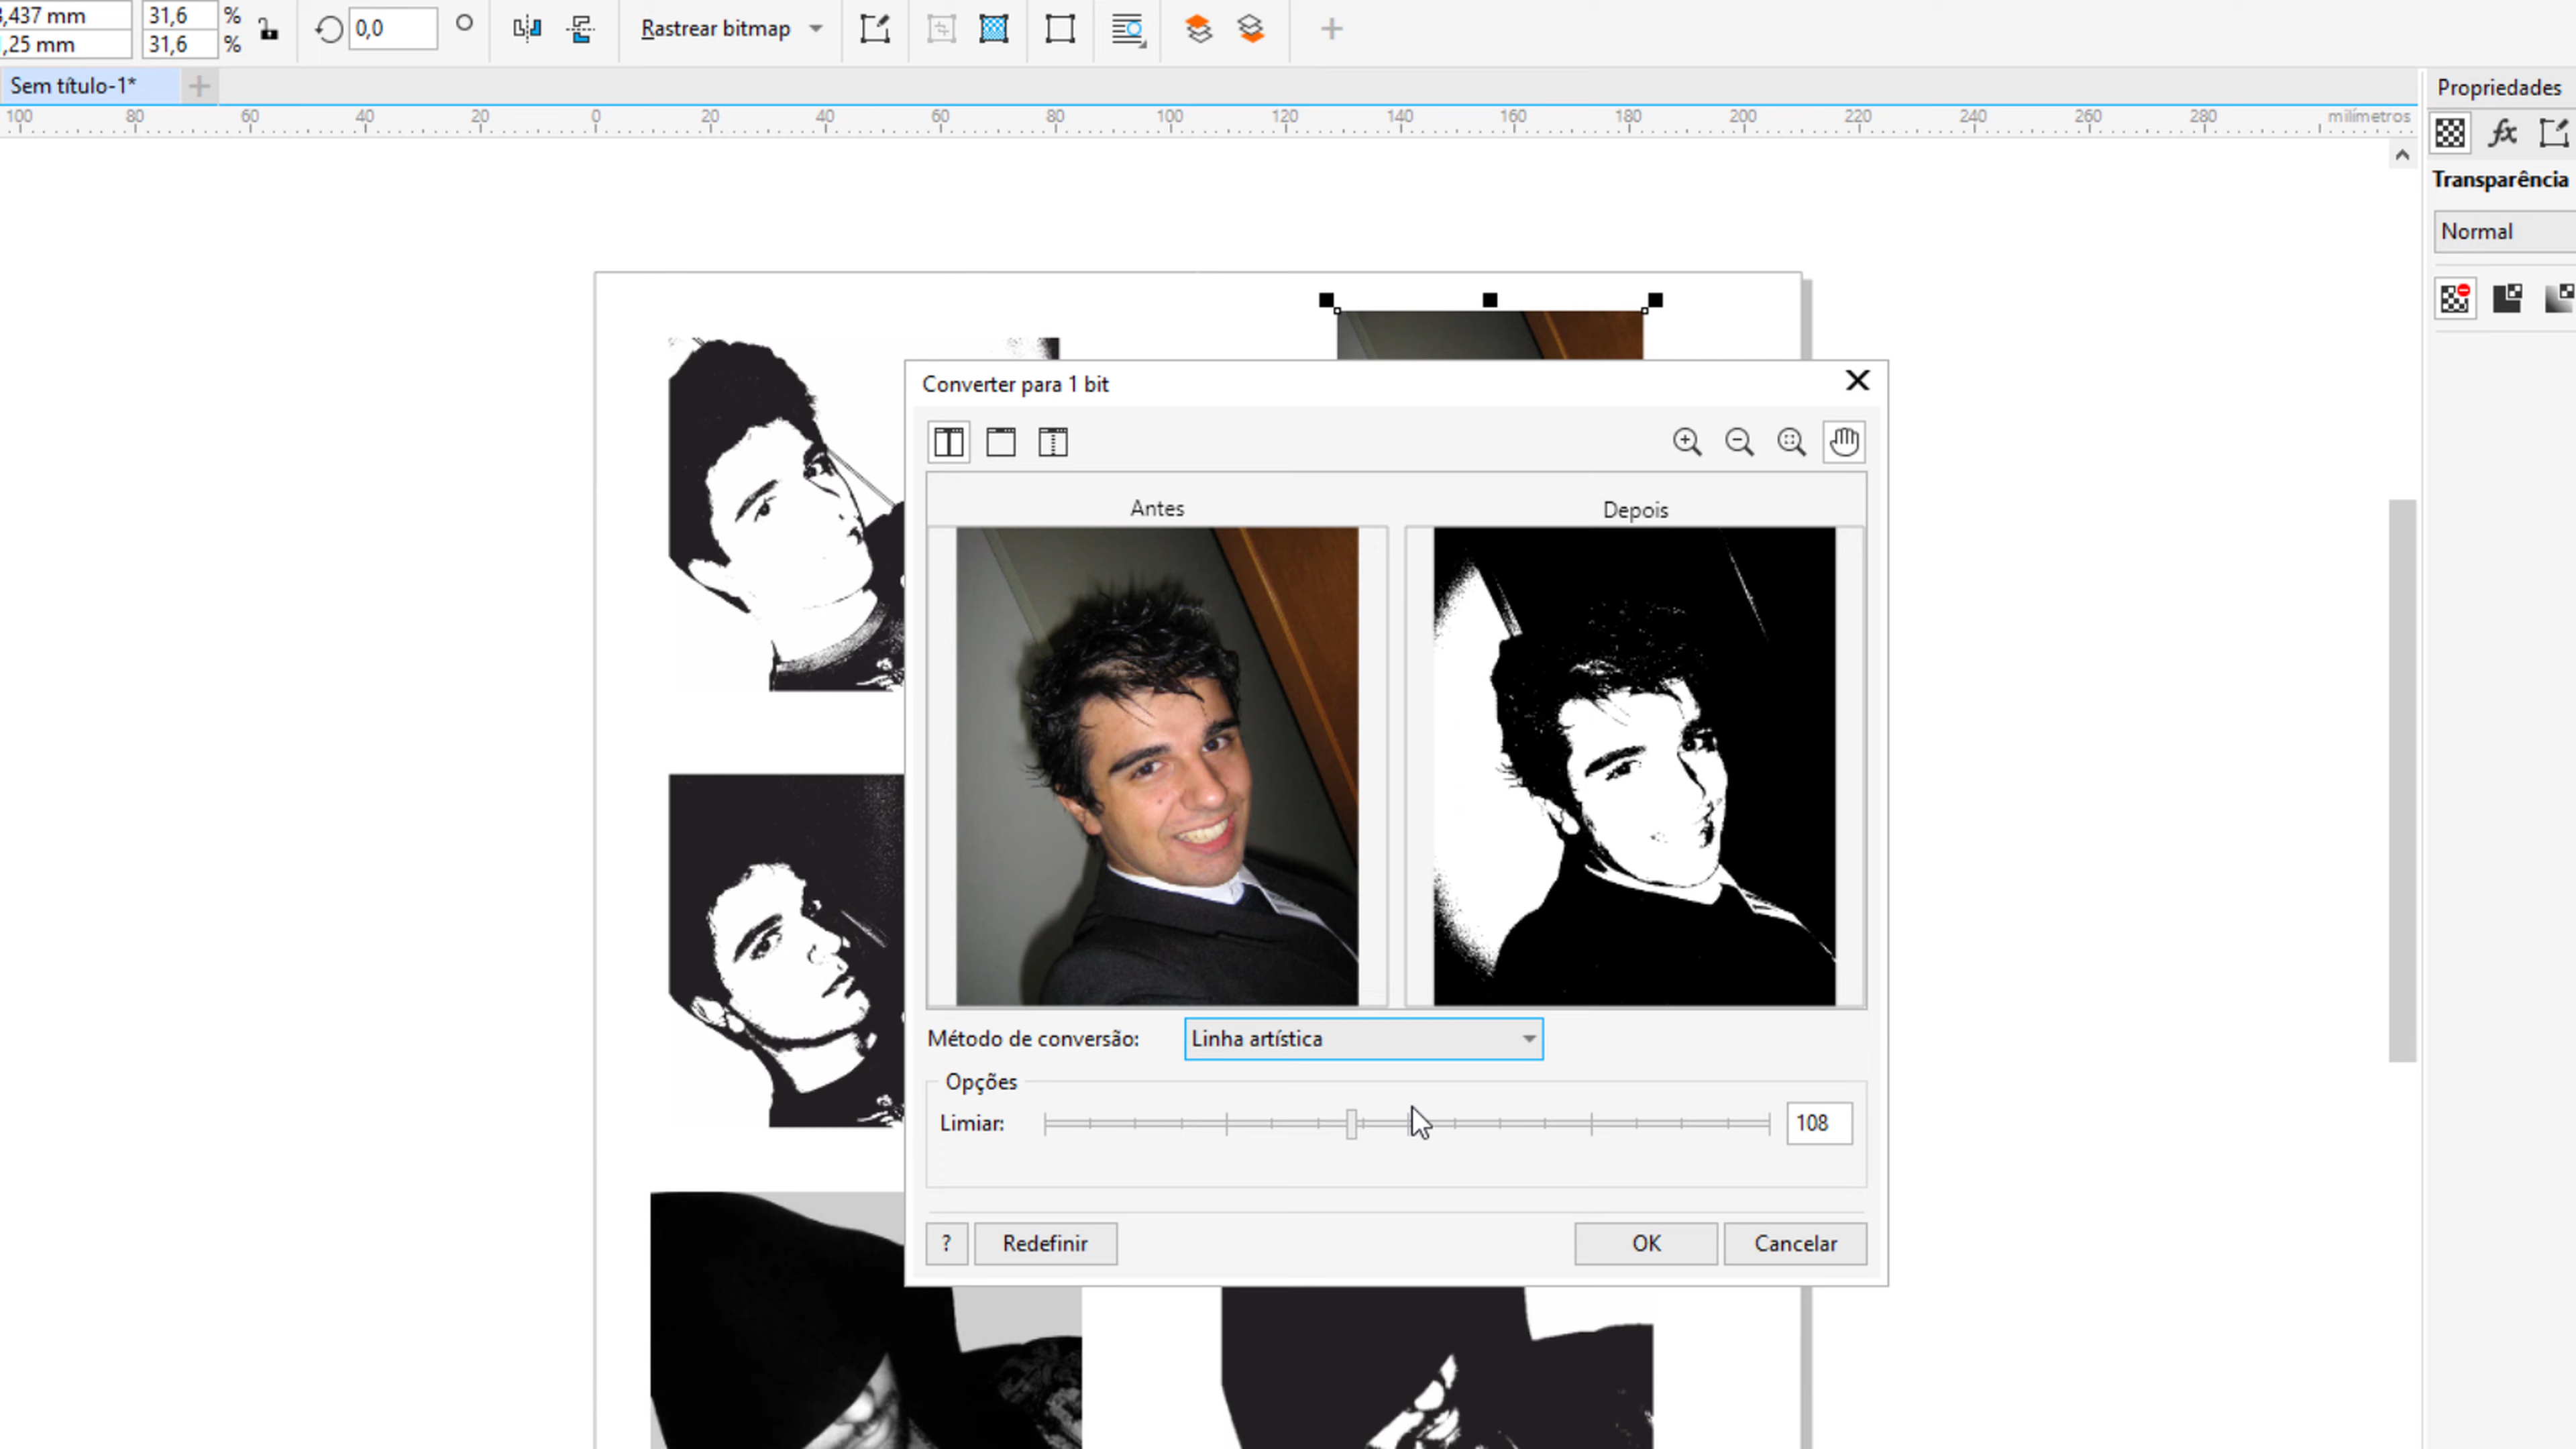 ,437 mm
31,6 %
,25 mm
31,6 %
0,0
Rastrear bitmap
Sem título-1*
100 80 60 40 20 0 20 40 60 80 100 120 140 160 180 200 220 240 260 280 milímetros
Propriedades
fx
Transparência
Normal
Converter para 1 bit
Antes
Depois
Método de conversão: Linha artística
Opções
Limiar: 108
? Redefinir OK Cancelar